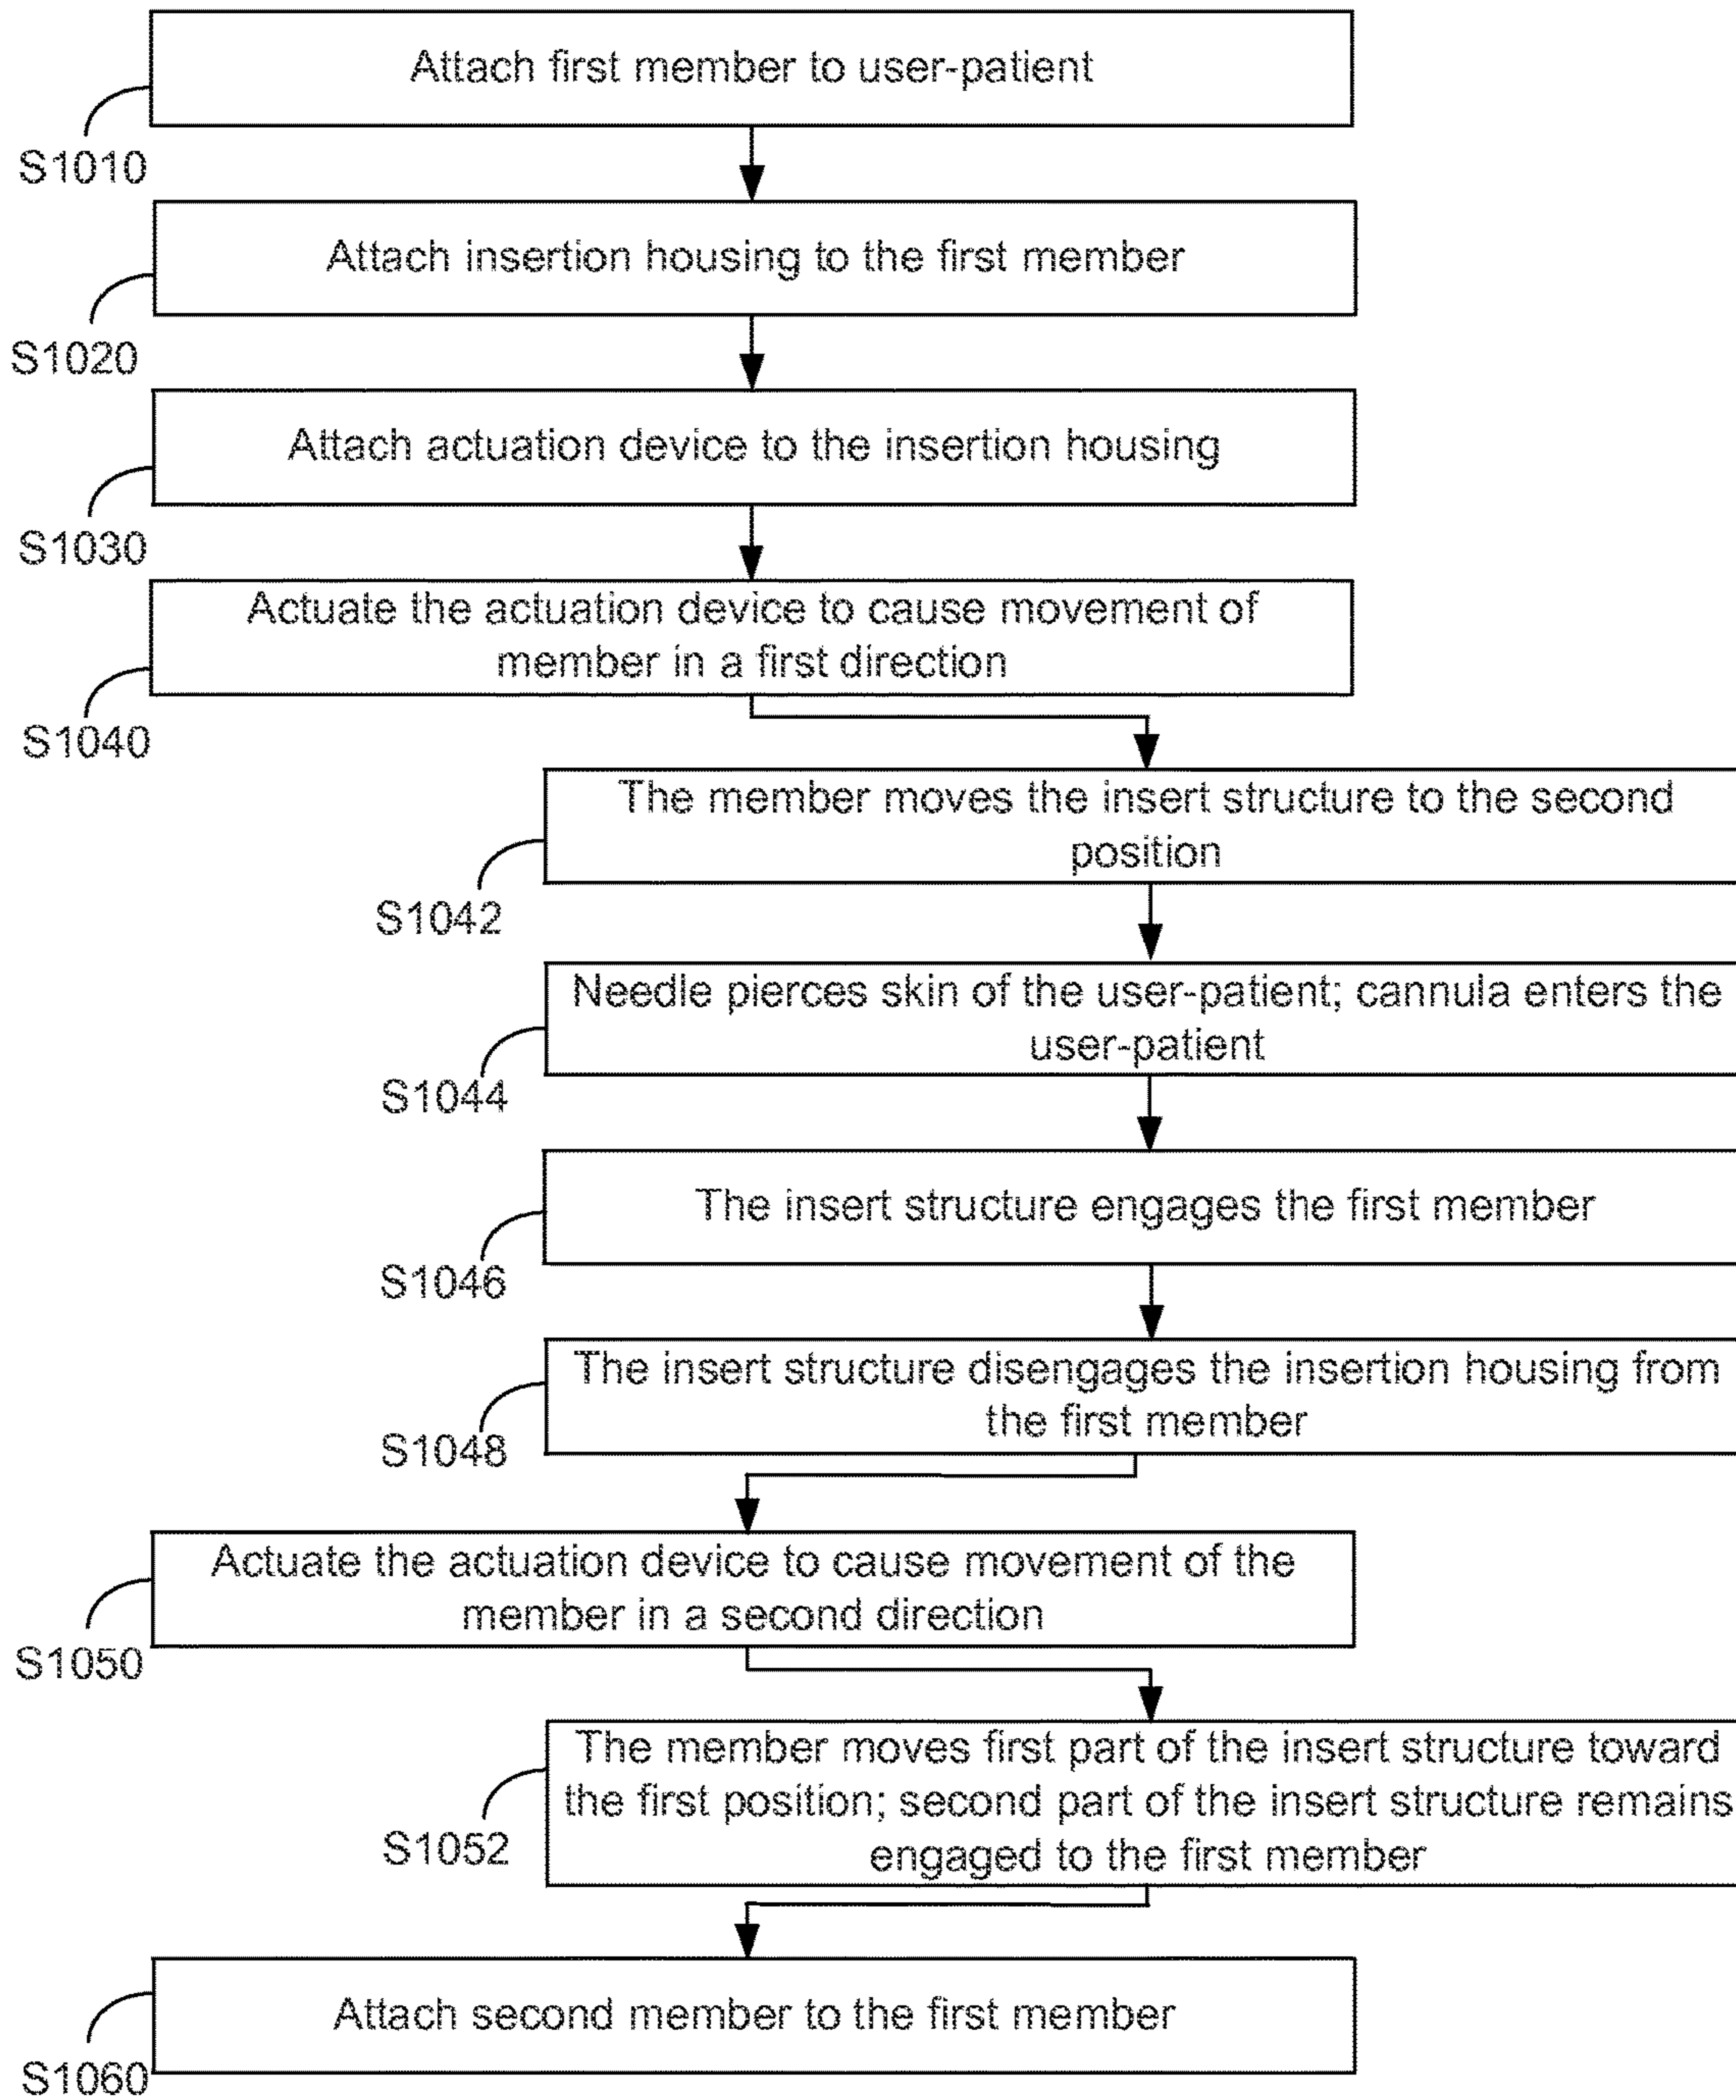 Attach first member to user-patient
S1010
Attach insertion housing to the first member
S1020
Attach actuation device to the insertion housing
S1030
Actuate the actuation device to cause movement of
member in a first direction
S1040
The member moves the insert structure to the second
position
S1042
Needle pierces skin of the user-patient; cannula enters the
user-patient
S1044
The insert structure engages the first member
S1046
The insert structure disengages the insertion housing from
the first member
S1048
Actuate the actuation device to cause movement of the
member in a second direction
S1050
The member moves first part of the insert structure toward
the first position; second part of the insert structure remains
engaged to the first member
S1052
Attach second member to the first member
S1060